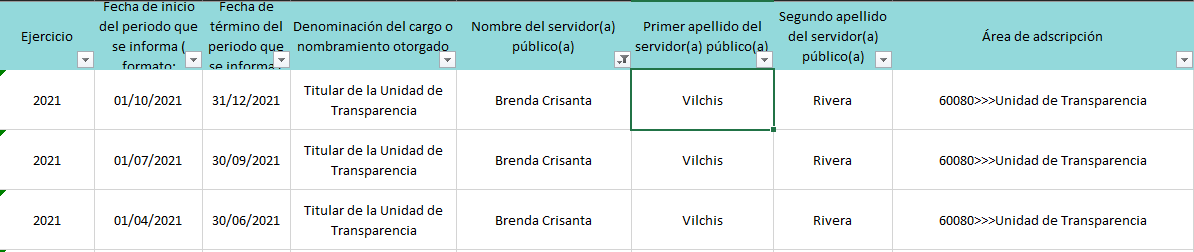 Ejercicio
Fecha de inicio
del periodo que
se informa (
formato:
Fecha de
término del
periodo que
se informa
Denominación del cargo o
nombramiento otorgado
Nombre del servidor(a)
público(a)
Primer apellido del
servidor(a) público(a)
Segundo apellido
del servidor(a)
público(a)
Área de adscripción
2021
01/10/2021
31/12/2021
Titular de la Unidad de
Transparencia
Brenda Crisanta
Vilchis
Rivera
60080>>>Unidad de Transparencia
2021
01/07/2021
30/09/2021
Titular de la Unidad de
Transparencia
Brenda Crisanta
Vilchis
Rivera
60080>>>Unidad de Transparencia
2021
01/04/2021
30/06/2021
Titular de la Unidad de
Transparencia
Brenda Crisanta
Vilchis
Rivera
60080>>>Unidad de Transparencia